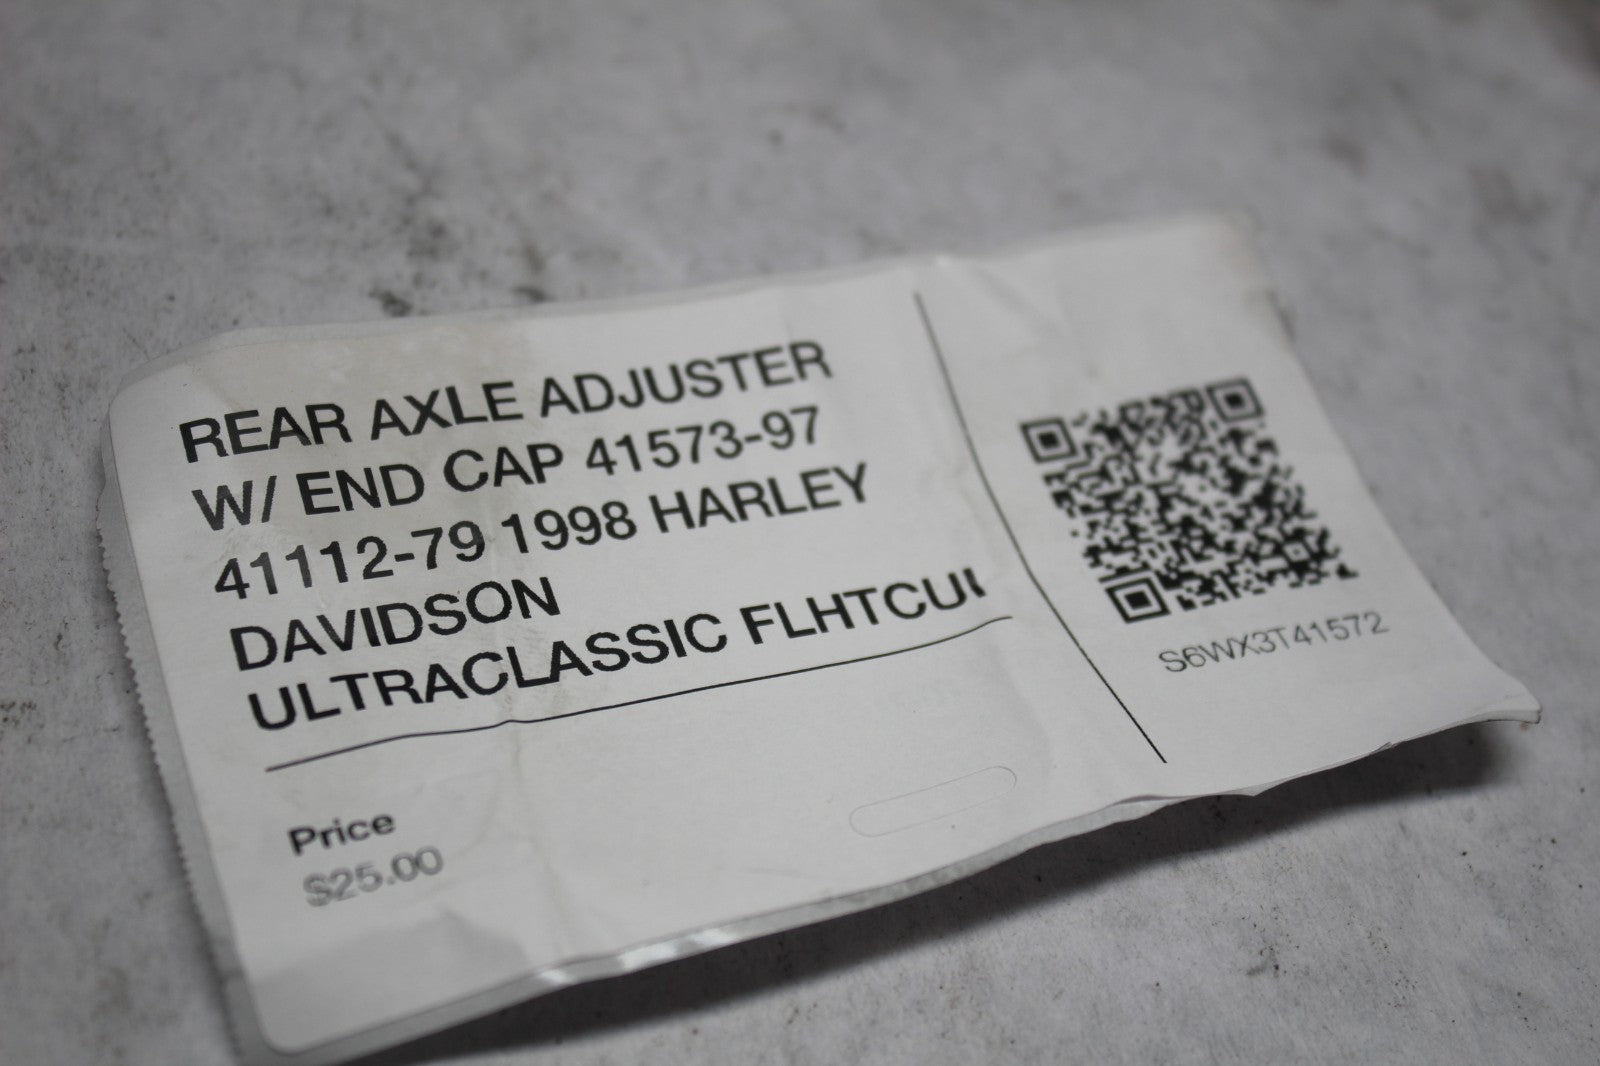 REAR AXLE ADJUSTER
W/ END CAP 41573-97
41112-79 1998 HARLEY
DAVIDSON
ULTRACLASSIC FLHTCUI
Price
$25.00
S6WX3T41572